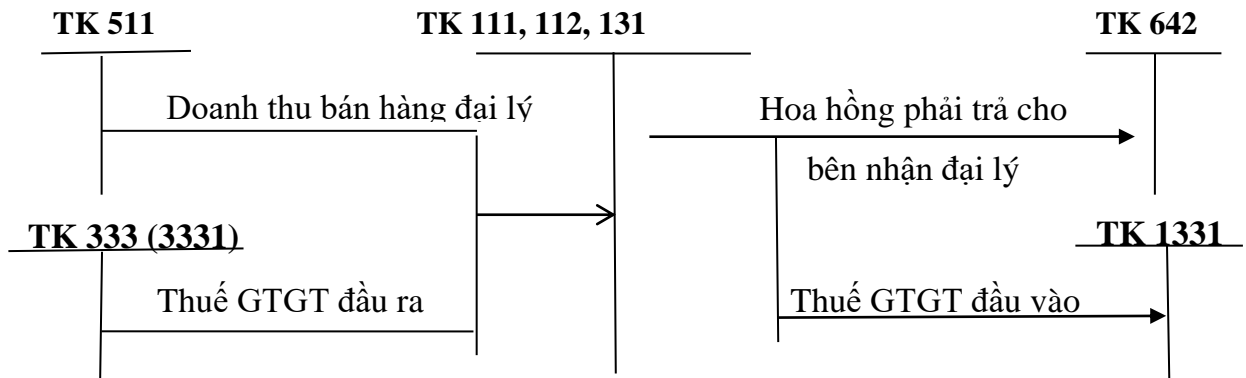 TK 511
TK 111, 112, 131
TK 642
Doanh thu bán hàng đại lý
Hoa hồng phải trả cho
bên nhận đại lý
TK 333 (3331)
TK 1331
Thuế GTGT đầu ra
Thuế GTGT đầu vào